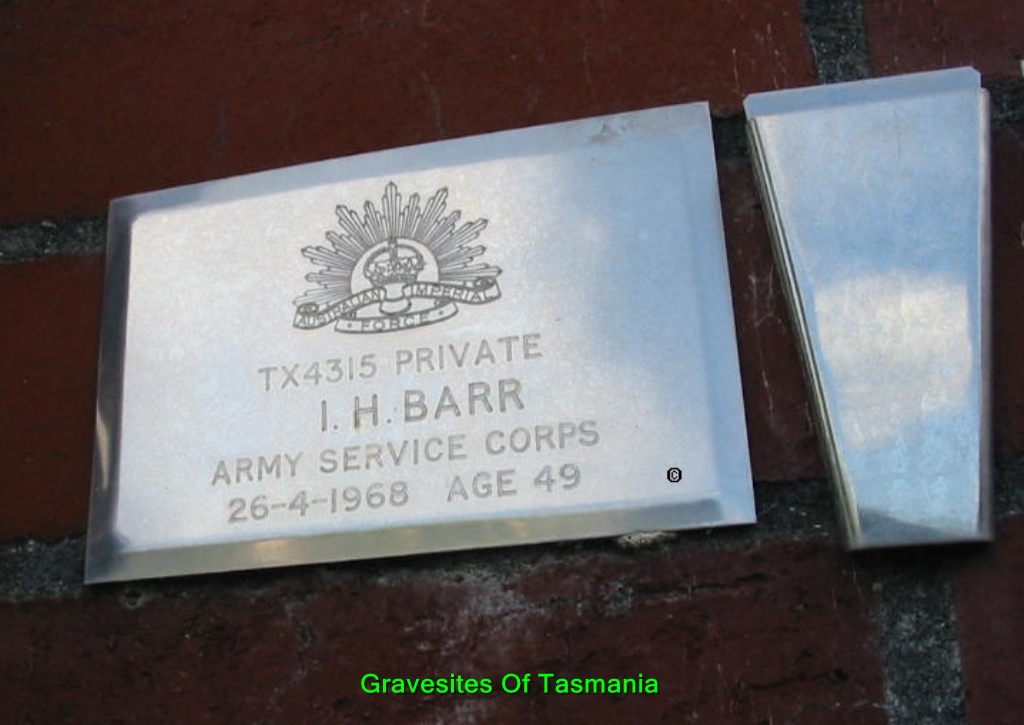 AUSTRALIAN IMPERIAL
FORCE
TX4315 PRIVATE
I. H. BARR
ARMY SERVICE CORPS
26-4-1968 AGE 49
©
Gravesites Of Tasmania